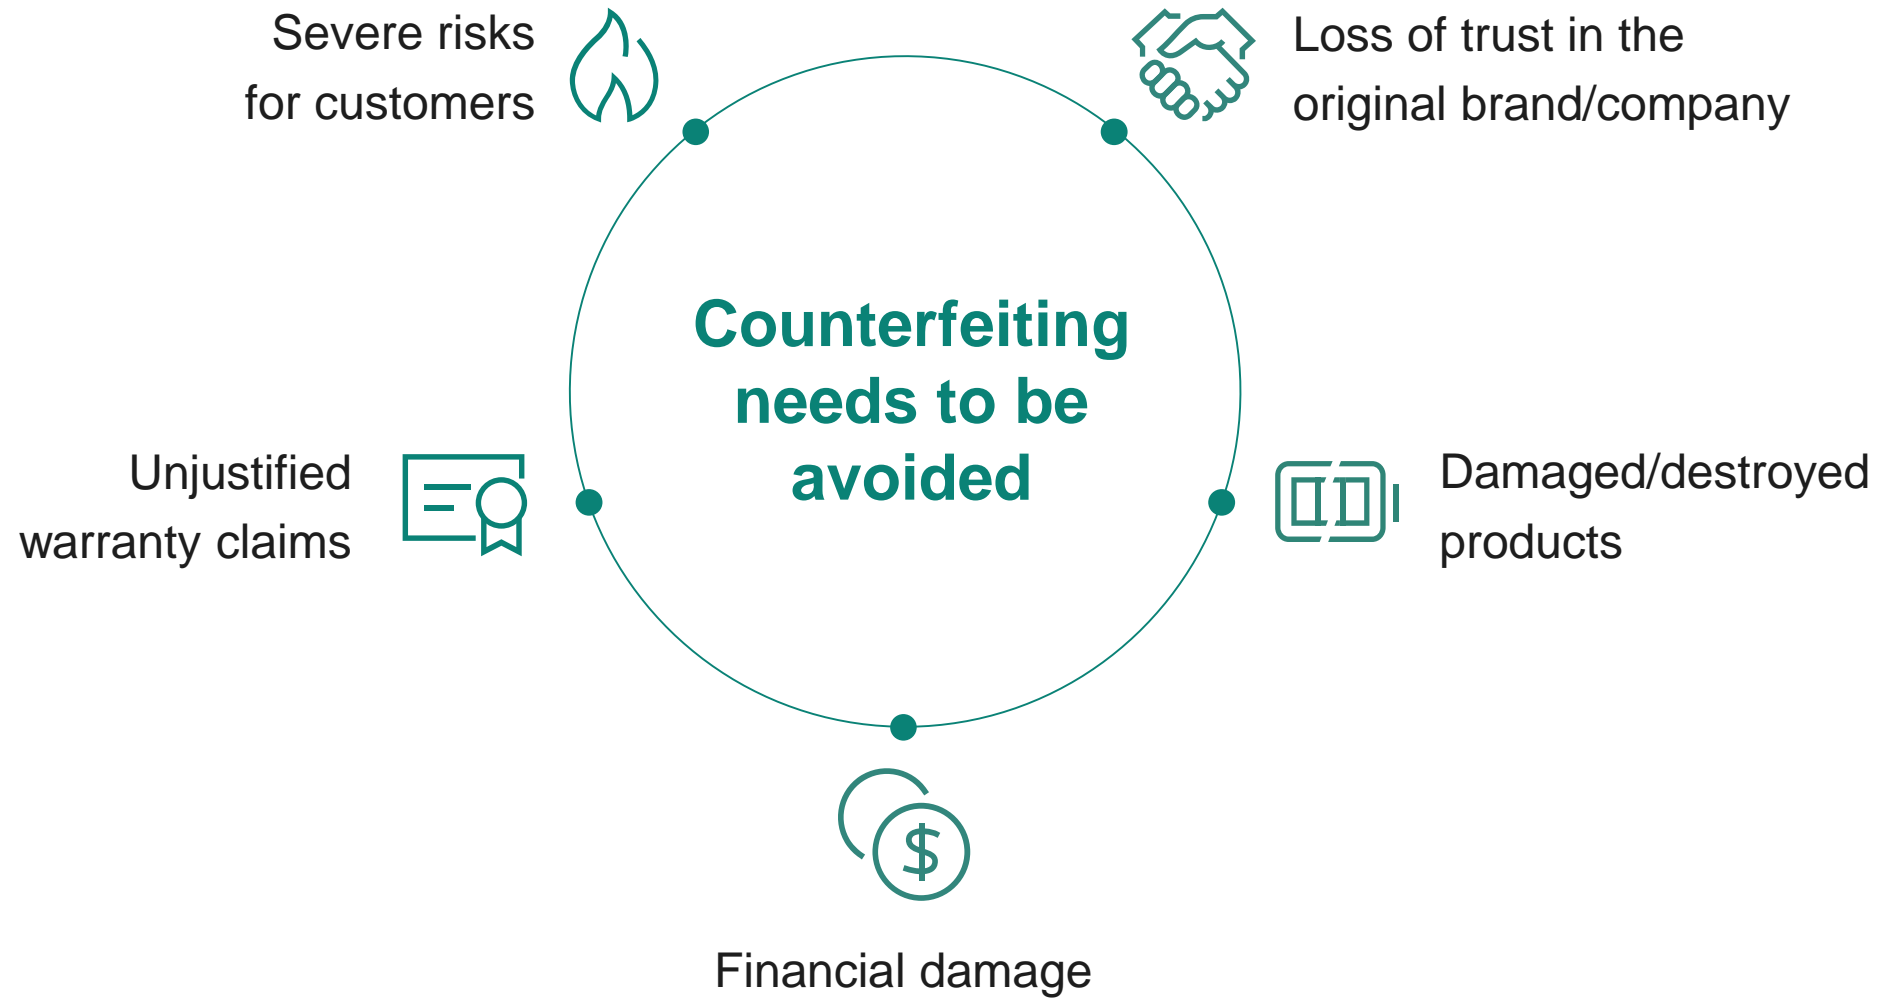 Severe risks
for customers
Loss of trust in the
original brand/company
Counterfeiting
needs to be
avoided
Unjustified
warranty claims
Damaged/destroyed
products
$
Financial damage